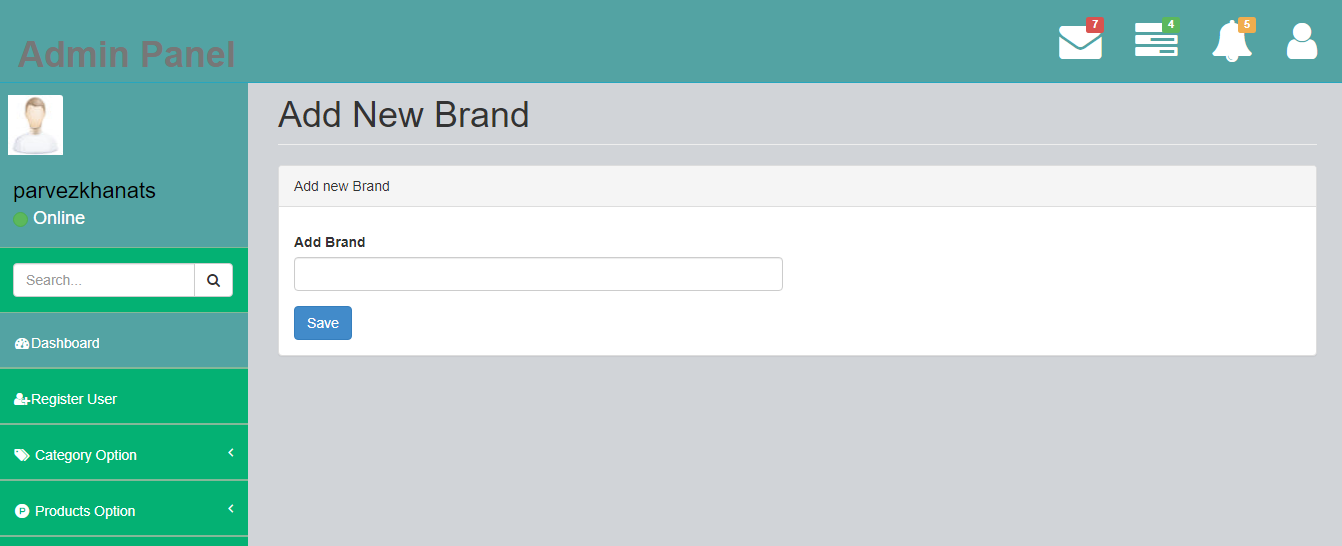 Admin Panel
7
4
5
parvezkhanats
Online
Search...
Dashboard
Register User
Category Option
P Products Option
Add New Brand
Add new Brand
Add Brand
Save